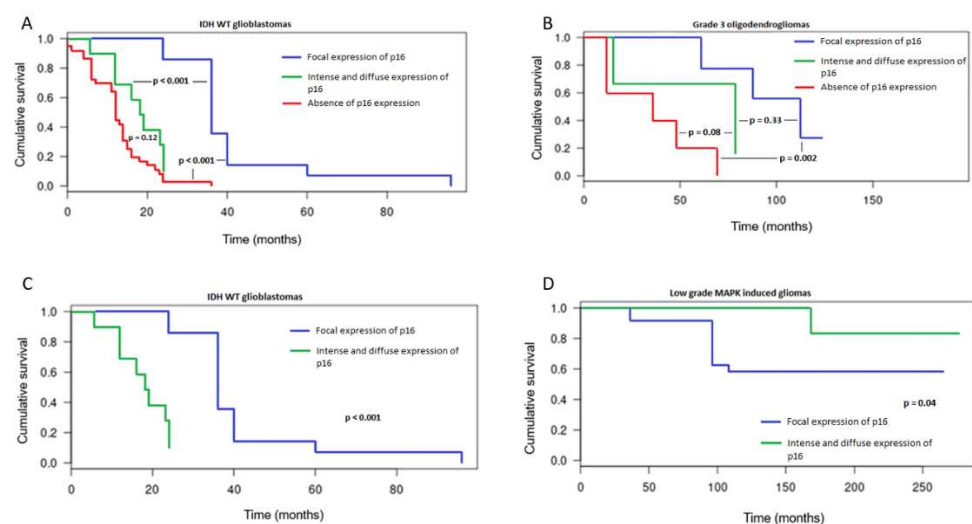 A
IDH WT glioblastomas
Cumulative survival
1.0
0.8
0.6
0.4
0.2
0.0
Focal expression of p16
Intense and diffuse expression of
p16
Absence of p16 expression
p < 0.001
p = 0.12
p < 0.001
0
20
40
60
80
Time (months)
B
Grade 3 oligodendrogliomas
Cumulative survival
1.0
0.8
0.6
0.4
0.2
0.0
Focal expression of p16
Intense and diffuse expression of
p16
Absence of p16 expression
p = 0.33
p = 0.08
p = 0.002
0
50
100
150
Time (months)
C
IDH WT glioblastomas
Cumulative survival
1.0
0.8
0.6
0.4
0.2
0.0
Focal expression of p16
Intense and diffuse expression of
p16
p < 0.001
0
20
40
60
80
Time (months)
D
Low grade MAPK induced gliomas
Cumulative survival
1.0
0.8
0.6
0.4
0.2
0.0
p = 0.04
Focal expression of p16
Intense and diffuse expression of
p16
0
50
100
150
200
250
Time (months)